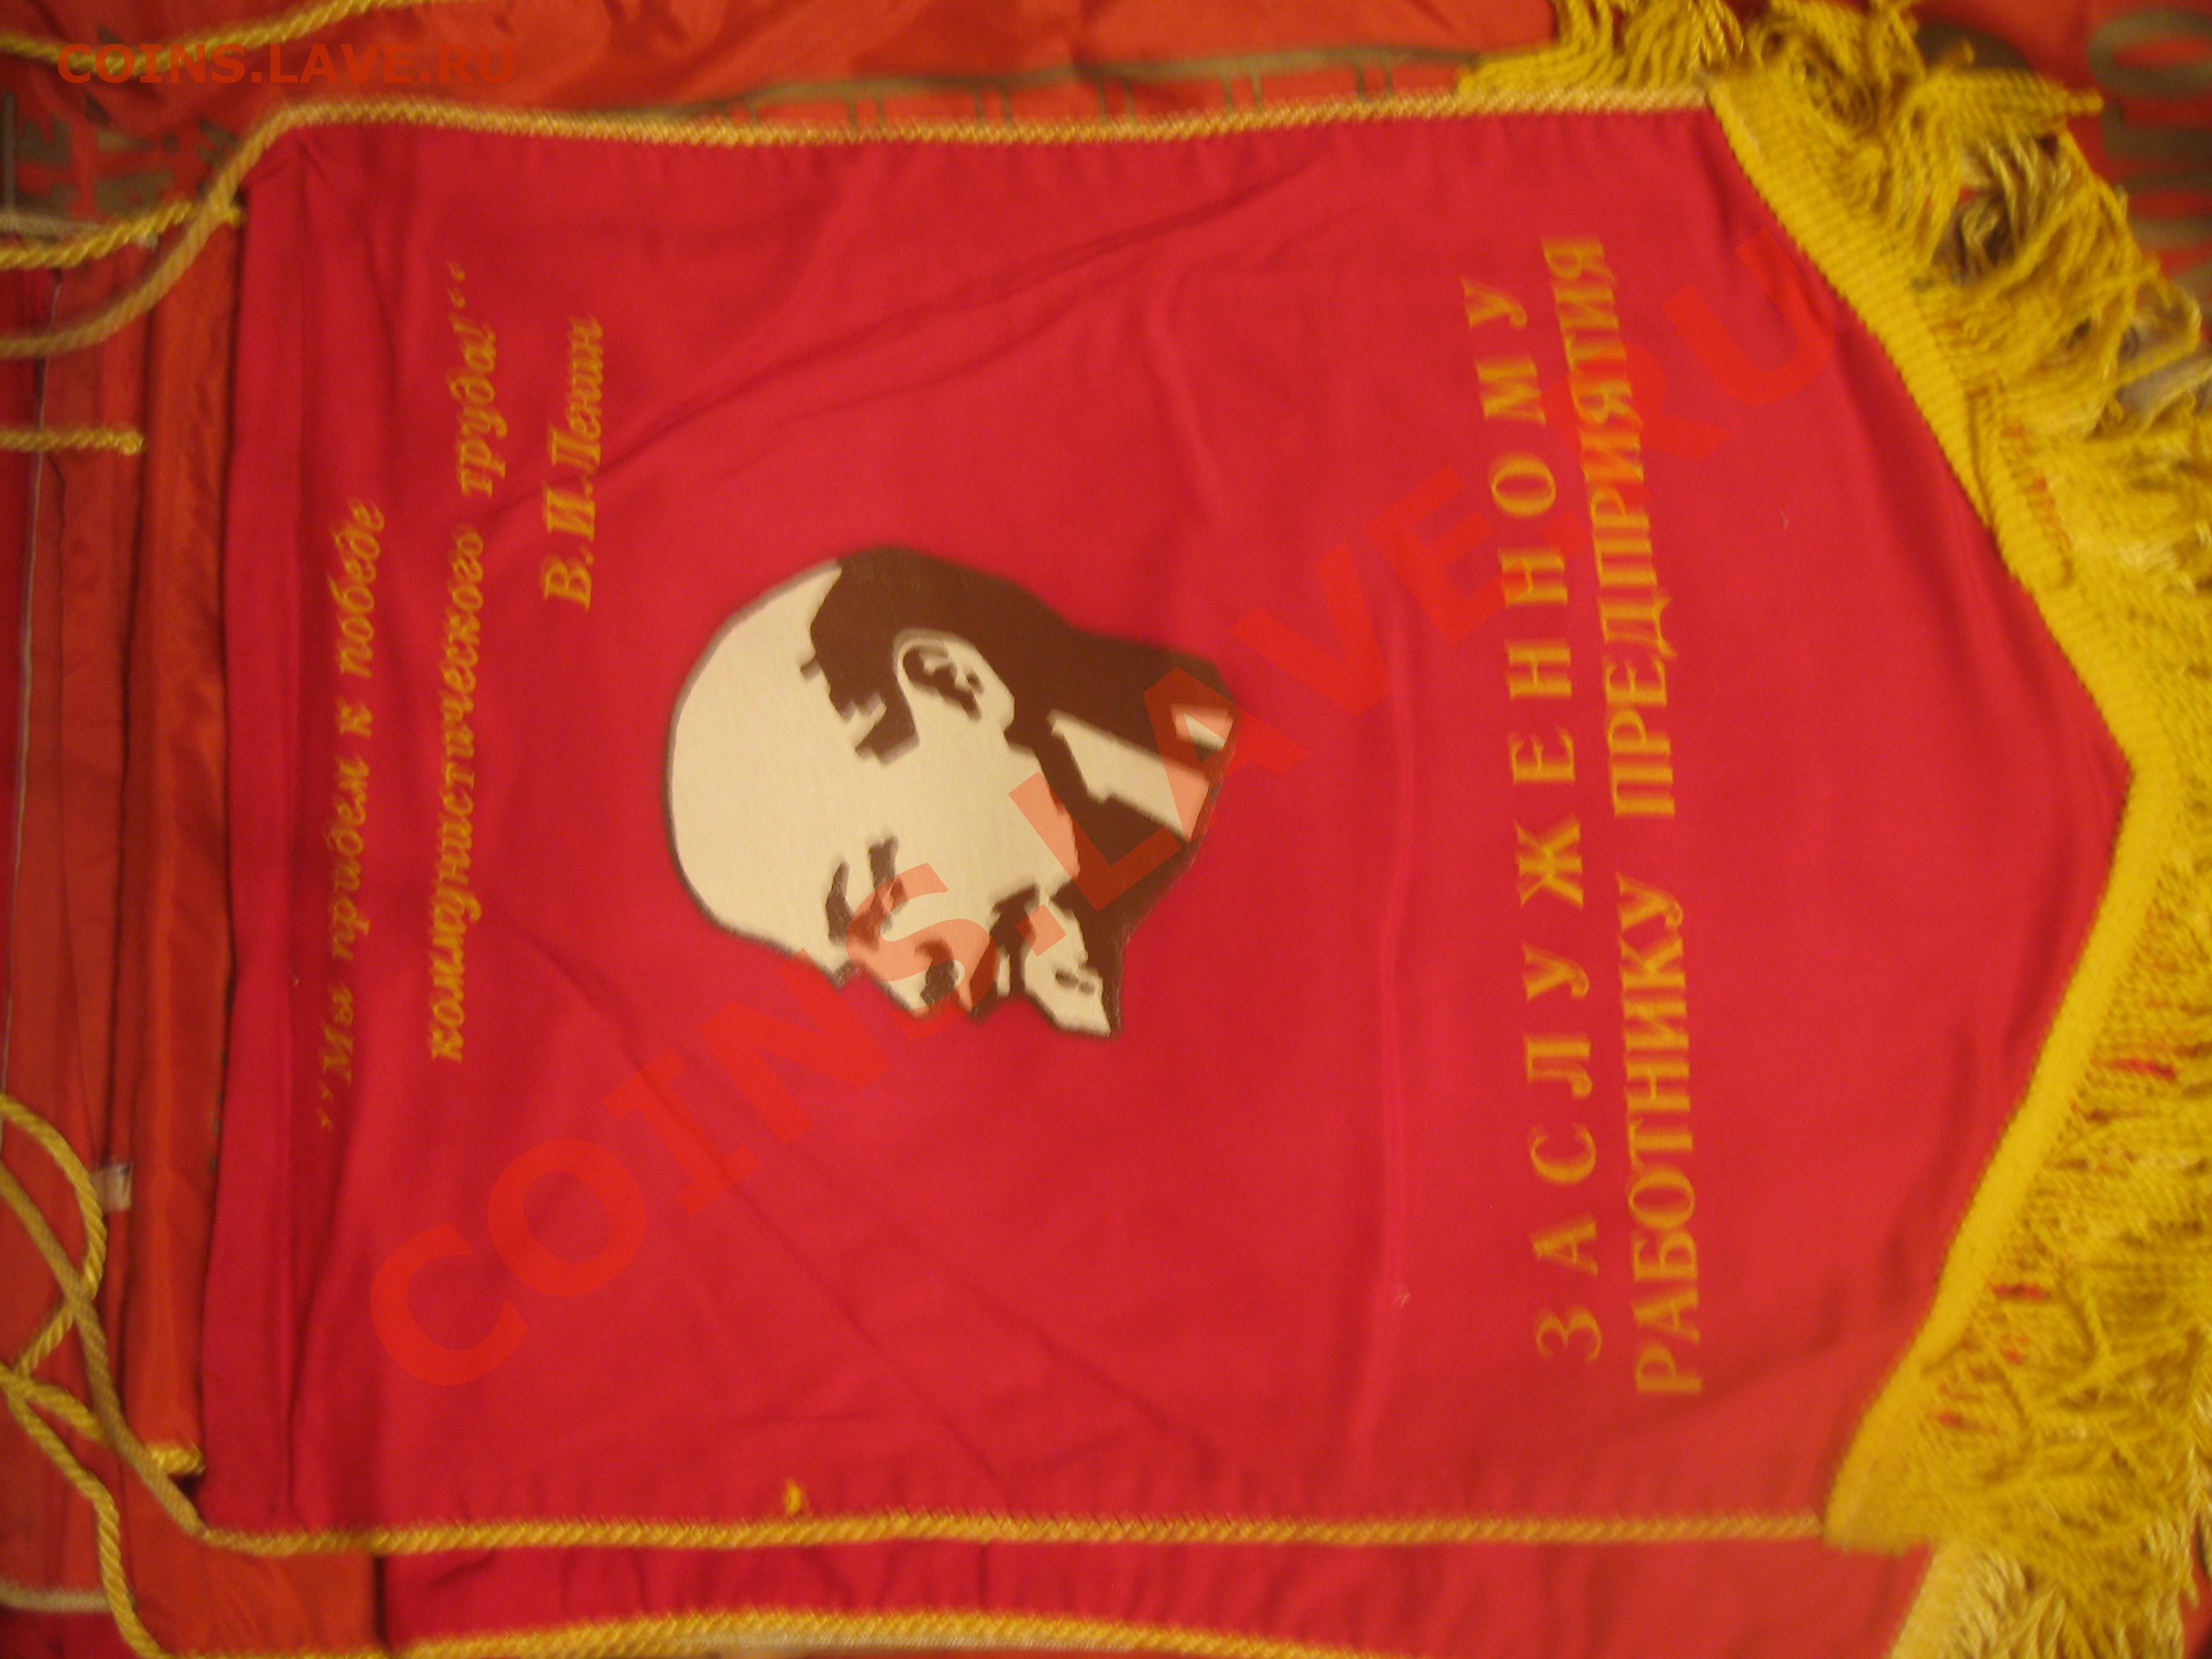 ,,Мы придем к победе
коммунистического труда!‘‘
В.И.Ленин
ЗАСЛУЖЕННОМУ
РАБОТНИКУ ПРЕДПРИЯТИЯ
COINS.LAVE.RU
COINS.LAVE.RU